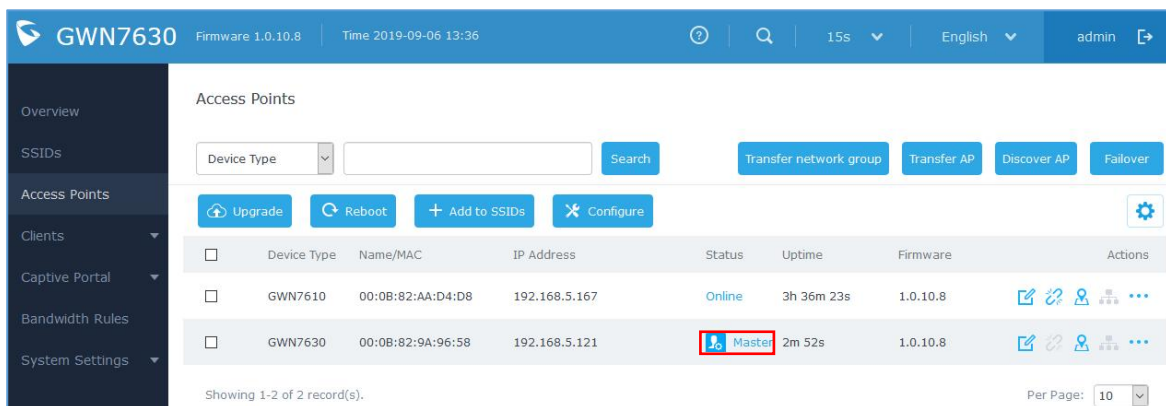 GWN7630 Firmware 1.0.10.8 Time 2019-09-06 13:36 15s English admin
Overview
SSIDs
Access Points
Clients
Captive Portal
Bandwidth Rules
System Settings
Access Points
Device Type Search Transfer network group Transfer AP Discover AP Failover
Upgrade Reboot + Add to SSIDs Configure
Device Type Name/MAC IP Address Status Uptime Firmware Actions
GWN7610 00:0B:82:AA:D4:D8 192.168.5.167 Online 3h 36m 23s 1.0.10.8
GWN7630 00:0B:82:9A:96:58 192.168.5.121 Master 2m 52s 1.0.10.8
Showing 1-2 of 2 record(s). Per Page: 10